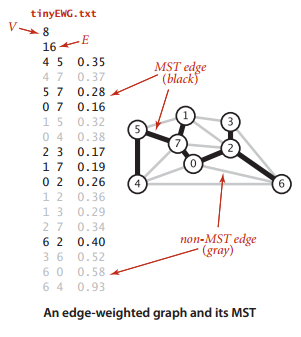 tinyEWG.txt
V
8
16
E
4 5 0.35
4 7 0.37
5 7 0.28
0 7 0.16
1 5 0.32
0 4 0.38
2 3 0.17
1 7 0.19
0 2 0.26
1 2 0.36
1 3 0.29
2 7 0.34
6 2 0.40
3 6 0.52
6 0 0.58
6 4 0.93
MST edge
(black)
1
3
5
7
2
0
4
6
non-MST edge
(gray)
An edge-weighted graph and its MST